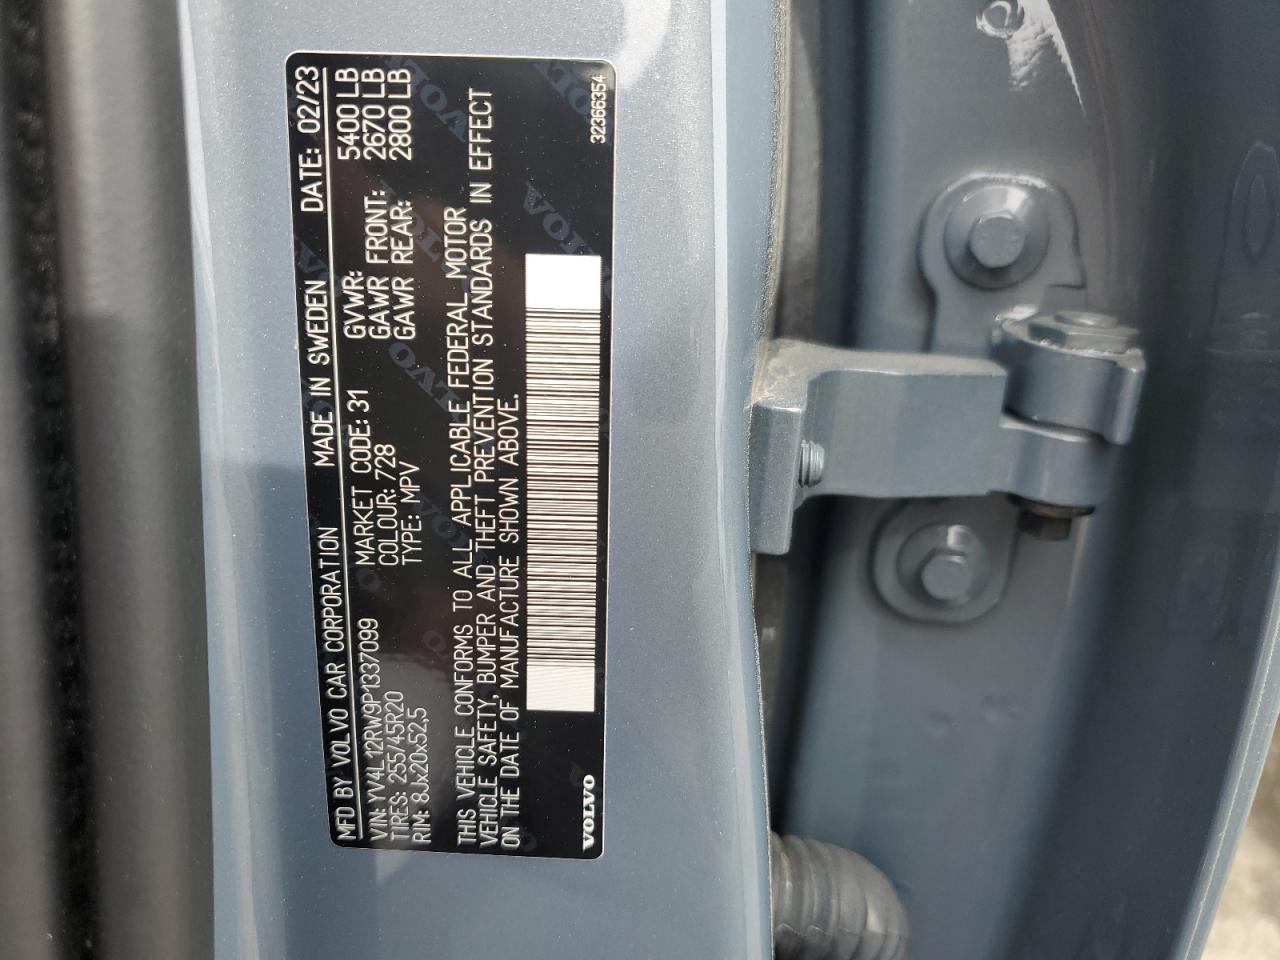 MFD BY VOLVO CAR CORPORATION MADE IN SWEDEN DATE: 02/23
VIN: YV4L12RW9P1337099 MARKET CODE: 31 GVWR: 5400 LB
TIRES: 255/45R20 COLOUR: 728 GAWR FRONT: 2670 LB
RIM: 8Jx20x52,5 TYPE: MPV GAWR REAR: 2800 LB
THIS VEHICLE CONFORMS TO ALL APPLICABLE FEDERAL MOTOR
VEHICLE SAFETY, BUMPER AND THEFT PREVENTION STANDARDS IN EFFECT
ON THE DATE OF MANUFACTURE SHOWN ABOVE.
VOLVO 32366354